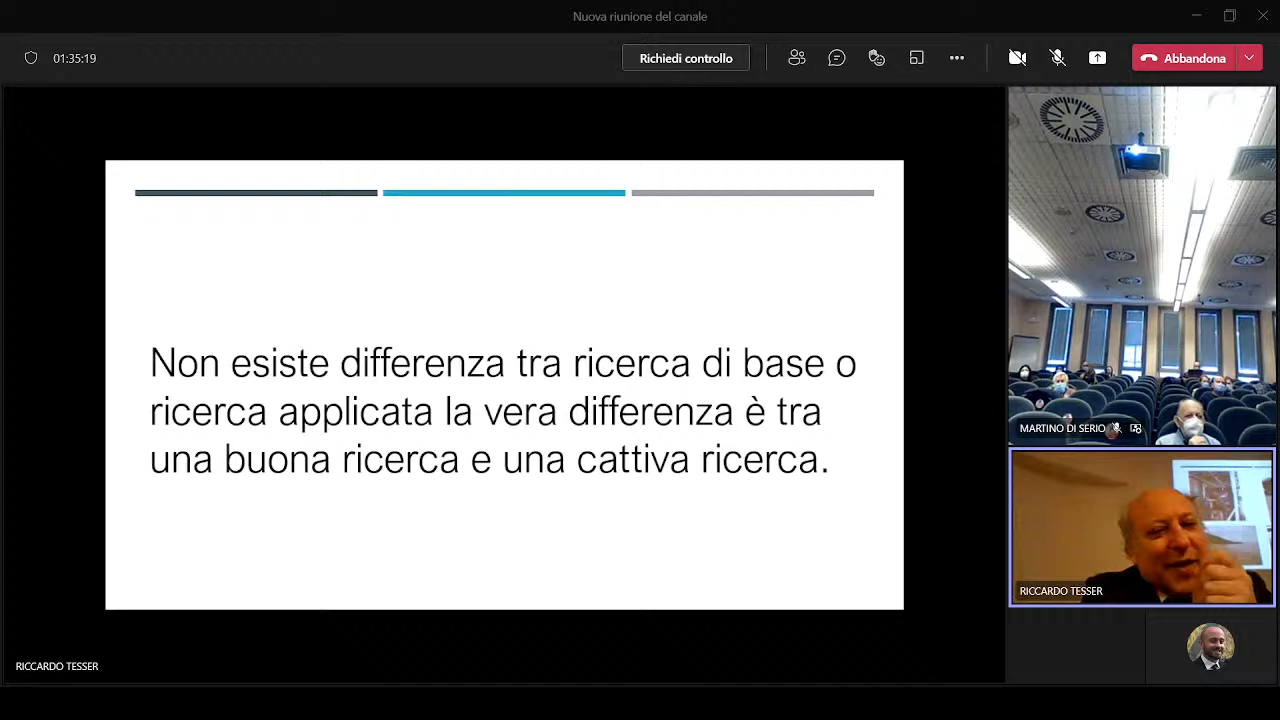 Nuova riunione del canale
01:35:19
Richiedi controllo
Abbandona
Non esiste differenza tra ricerca di base o
ricerca applicata la vera differenza è tra
una buona ricerca e una cattiva ricerca.
MARTINO DI SERIO
RICCARDO TESSER
RICCARDO TESSER